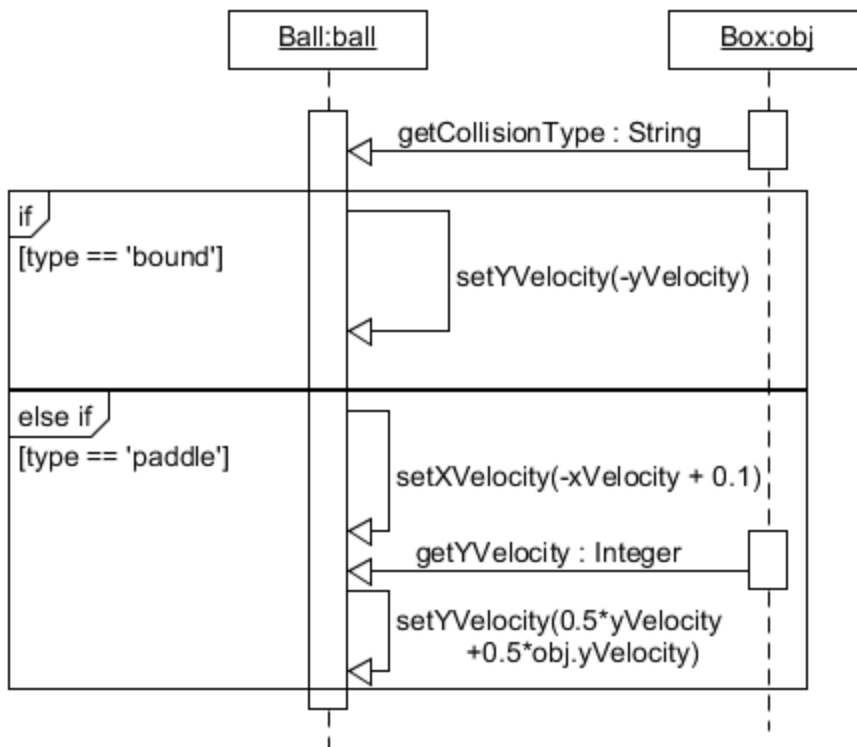 Ball:ball
Box:obj
getCollisionType : String
if
[type == 'bound']
setYVelocity(-yVelocity)
else if
[type == 'paddle']
setXVelocity(-xVelocity + 0.1)
getYVelocity : Integer
setYVelocity(0.5*yVelocity
+0.5*obj.yVelocity)